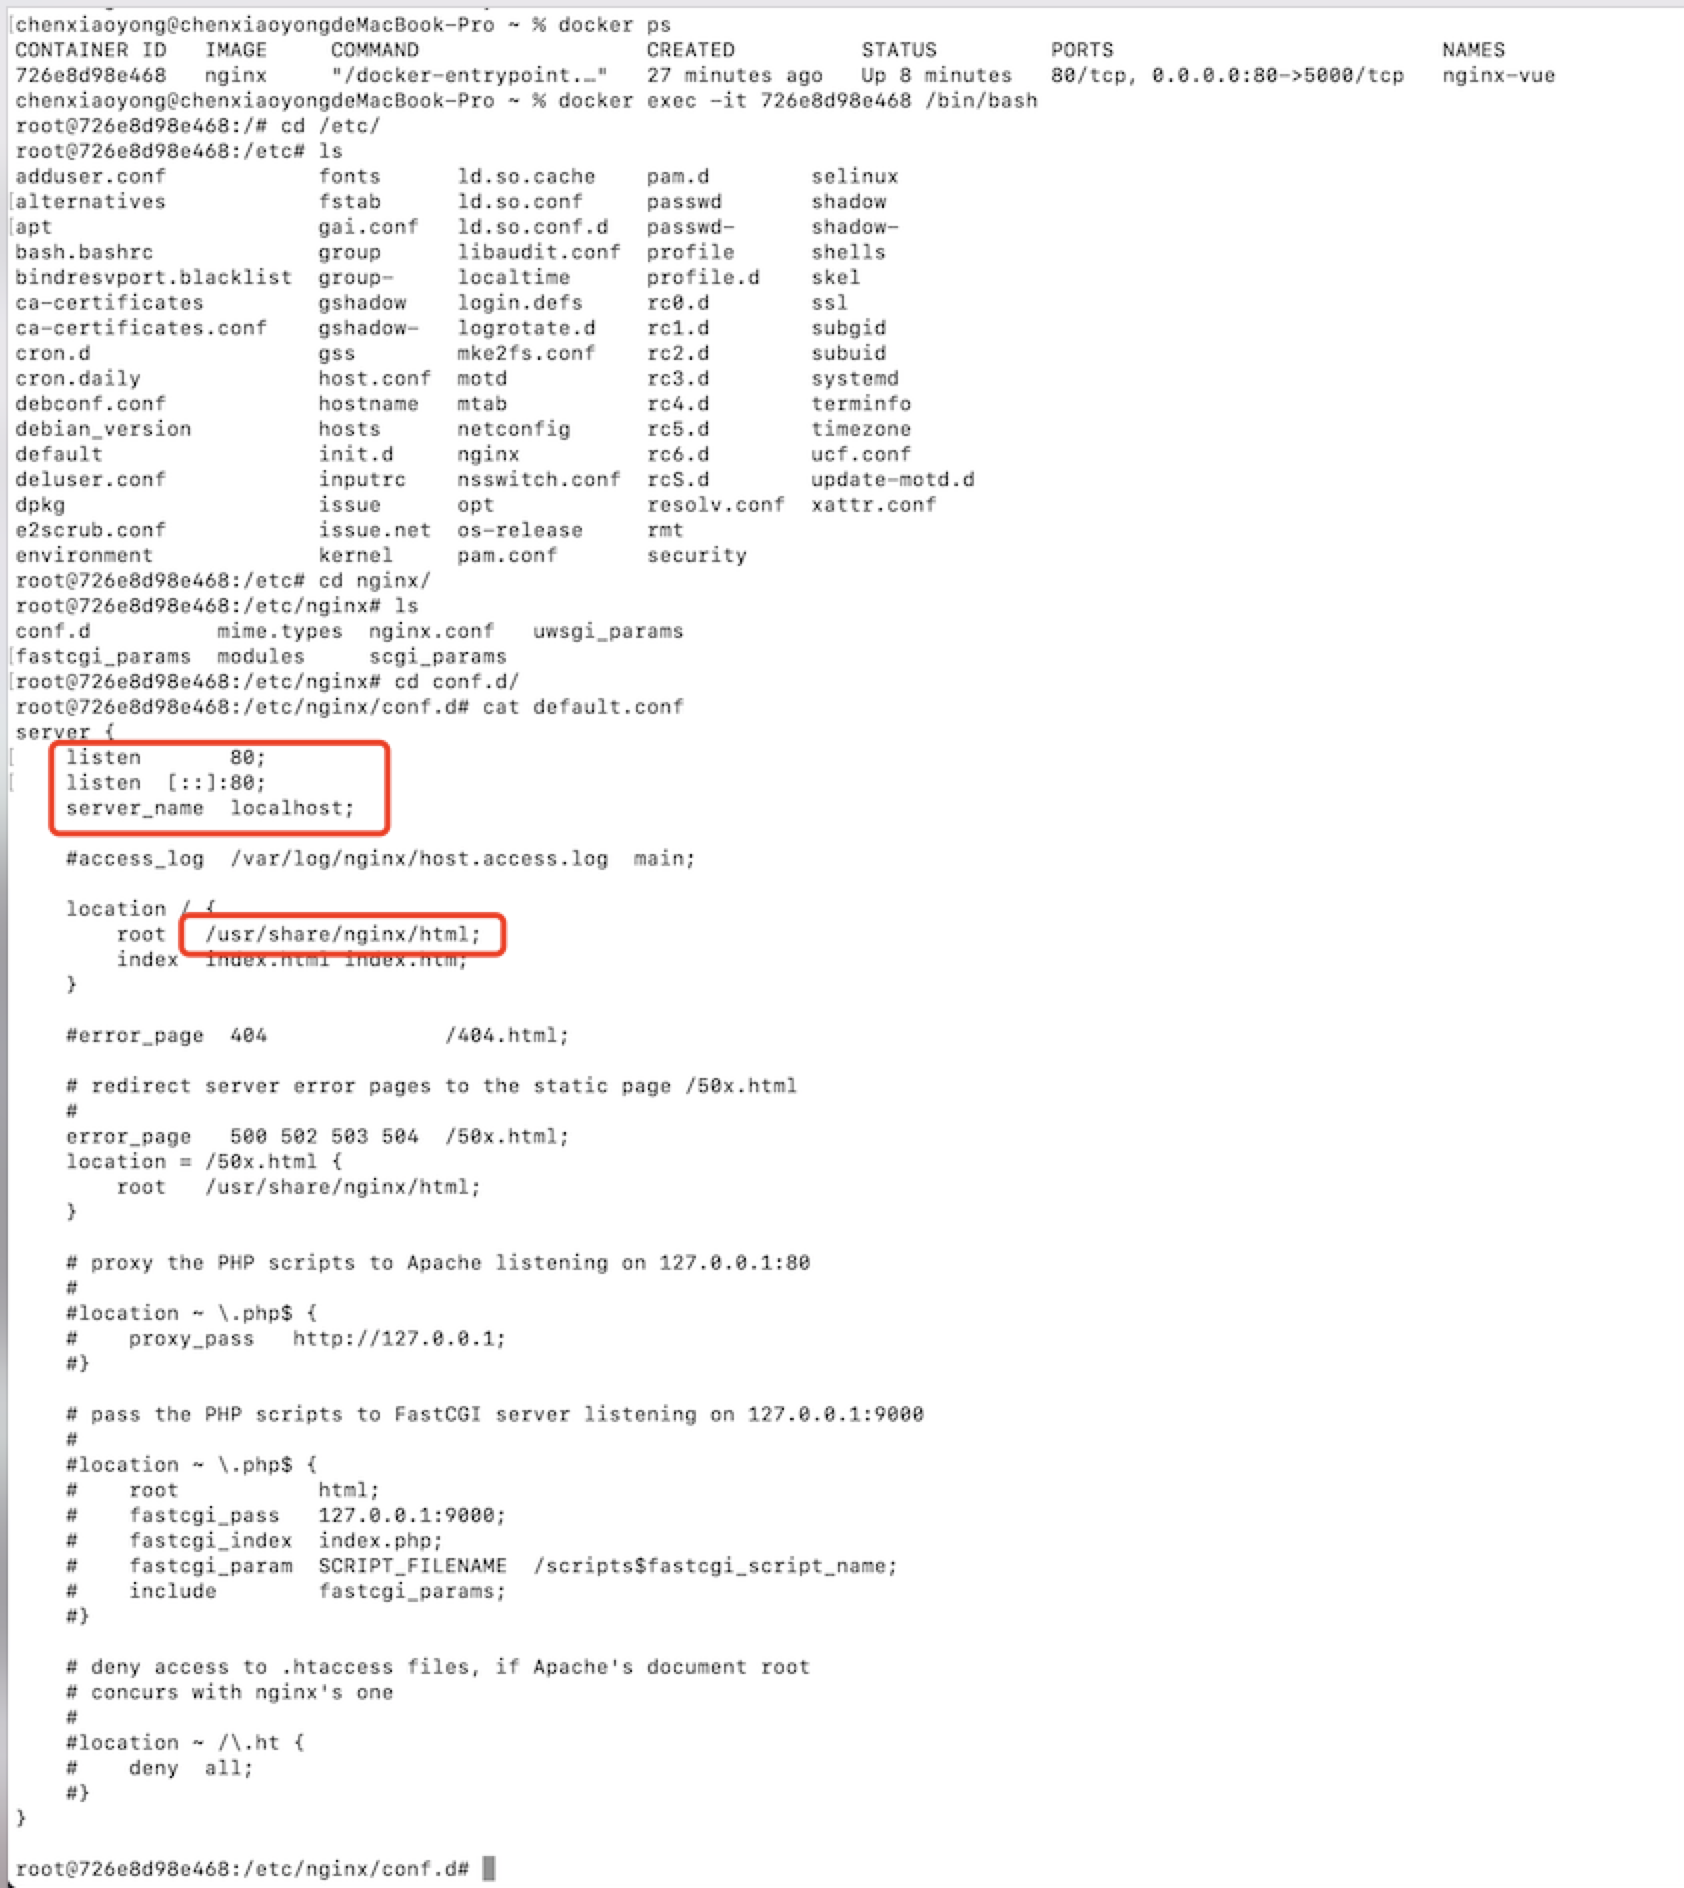 [chenxiaoyong@chenxiaoyongdeMacBook-Pro ~ % docker ps
CONTAINER ID   IMAGE     COMMAND                  CREATED          STATUS         PORTS                          NAMES
726e8d98e468   nginx     "/docker-entrypoint.…"   27 minutes ago   Up 8 minutes   80/tcp, 0.0.0.0:80->5000/tcp   nginx-vue
chenxiaoyong@chenxiaoyongdeMacBook-Pro ~ % docker exec -it 726e8d98e468 /bin/bash
root@726e8d98e468:/# cd /etc/
root@726e8d98e468:/etc# ls
adduser.conf            fonts      ld.so.cache   pam.d        selinux
[alternatives            fstab      ld.so.conf    passwd       shadow
[apt                     gai.conf   ld.so.conf.d  passwd-      shadow-
bash.bashrc             group      libaudit.conf  profile      shells
bindresvport.blacklist  group-     localtime     profile.d    skel
ca-certificates         gshadow    login.defs    rc0.d        ssl
ca-certificates.conf    gshadow-   logrotate.d   rc1.d        subgid
cron.d                  gss        mke2fs.conf   rc2.d        subuid
cron.daily              host.conf  motd          rc3.d        systemd
debconf.conf            hostname   mtab          rc4.d        terminfo
debian_version          hosts      netconfig     rc5.d        timezone
default                 init.d     nginx         rc6.d        ucf.conf
deluser.conf            inputrc    nsswitch.conf  rcS.d        update-motd.d
dpkg                    issue      opt           resolv.conf  xattr.conf
e2scrub.conf            issue.net  os-release    rmt
environment             kernel     pam.conf      security
root@726e8d98e468:/etc# cd nginx/
root@726e8d98e468:/etc/nginx# ls
conf.d          mime.types  nginx.conf   uwsgi_params
[fastcgi_params  modules     scgi_params
[root@726e8d98e468:/etc/nginx# cd conf.d/
root@726e8d98e468:/etc/nginx/conf.d# cat default.conf
server {
[    listen       80;
[    listen  [::]:80;
    server_name  localhost;
    #access_log  /var/log/nginx/host.access.log  main;
    location / {
        root   /usr/share/nginx/html;
        index  index.html index.htm;
    }
    #error_page  404              /404.html;
    # redirect server error pages to the static page /50x.html
    #
    error_page   500 502 503 504  /50x.html;
    location = /50x.html {
        root   /usr/share/nginx/html;
    }
    # proxy the PHP scripts to Apache listening on 127.0.0.1:80
    #
    #location ~ \.php$ {
    #    proxy_pass   http://127.0.0.1;
    #}
    # pass the PHP scripts to FastCGI server listening on 127.0.0.1:9000
    #
    #location ~ \.php$ {
    #    root           html;
    #    fastcgi_pass   127.0.0.1:9000;
    #    fastcgi_index  index.php;
    #    fastcgi_param  SCRIPT_FILENAME  /scripts$fastcgi_script_name;
    #    include        fastcgi_params;
    #}
    # deny access to .htaccess files, if Apache's document root
    # concurs with nginx's one
    #
    #location ~ /\.ht {
    #    deny  all;
    #}
}
root@726e8d98e468:/etc/nginx/conf.d#